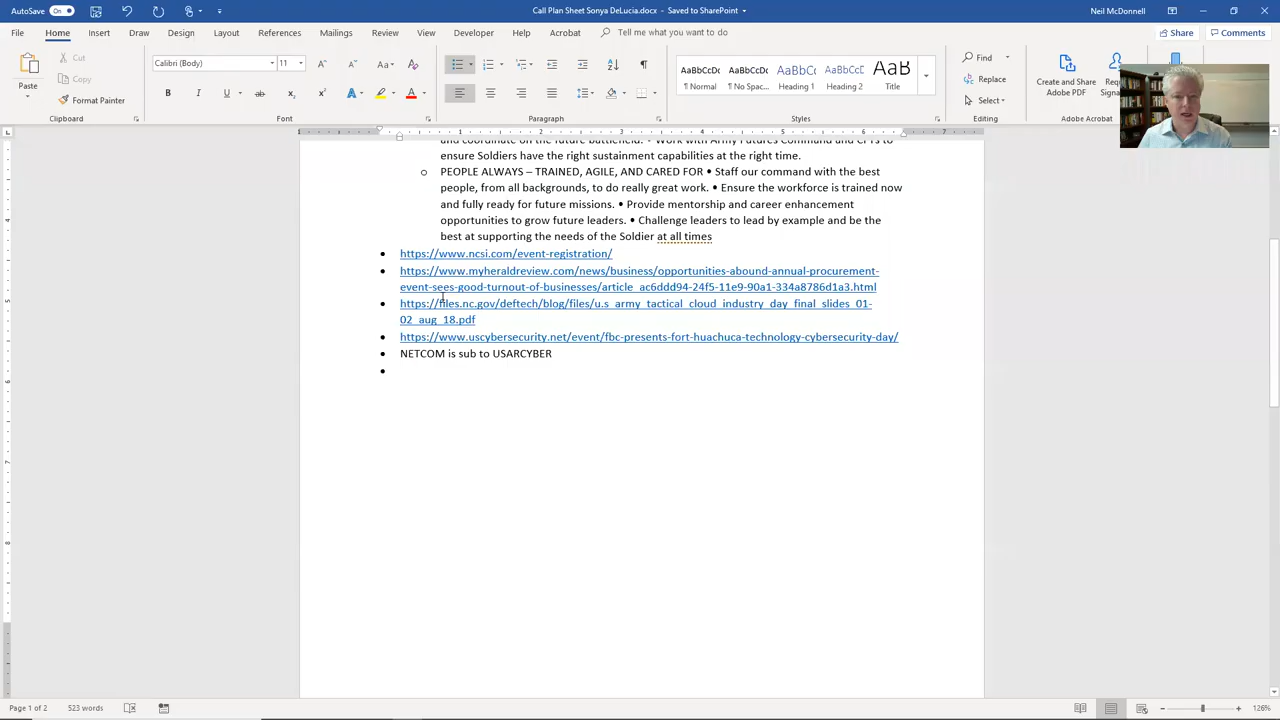 AutoSave On
Call Plan Sheet Sonya DeLucia.docx - Saved to SharePoint
Neil McDonnell
File Home Insert Draw Design Layout References Mailings Review View Developer Help Acrobat Tell me what you want to do
Share Comments
Paste
Cut
Copy
Format Painter
Clipboard
Calibri (Body) 11
Font
Paragraph
AaBbCcDc AaBbCcDc AaBbCc AaBbCcD AaB
¶ Normal ¶ No Spac... Heading 1 Heading 2 Title
Styles
Find
Replace
Select
Editing
Create and Share
Adobe PDF
Signa
Adobe Acrobat
and coordinate on the future battlefield. • Work with Army Futures Command and CFTs to
ensure Soldiers have the right sustainment capabilities at the right time.
o PEOPLE ALWAYS – TRAINED, AGILE, AND CARED FOR • Staff our command with the best
people, from all backgrounds, to do really great work. • Ensure the workforce is trained now
and fully ready for future missions. • Provide mentorship and career enhancement
opportunities to grow future leaders. • Challenge leaders to lead by example and be the
best at supporting the needs of the Soldier at all times
• https://www.ncsi.com/event-registration/
• https://www.myheraldreview.com/news/business/opportunities-abound-annual-procurement-
event-sees-good-turnout-of-businesses/article_ac6ddd94-24f5-11e9-90a1-334a8786d1a3.html
• https://files.nc.gov/deftech/blog/files/u.s_army_tactical_cloud_industry_day_final_slides_01-
02_aug_18.pdf
• https://www.uscybersecurity.net/event/fbc-presents-fort-huachuca-technology-cybersecurity-day/
• NETCOM is sub to USARCYBER
•
Page 1 of 2 523 words
126%